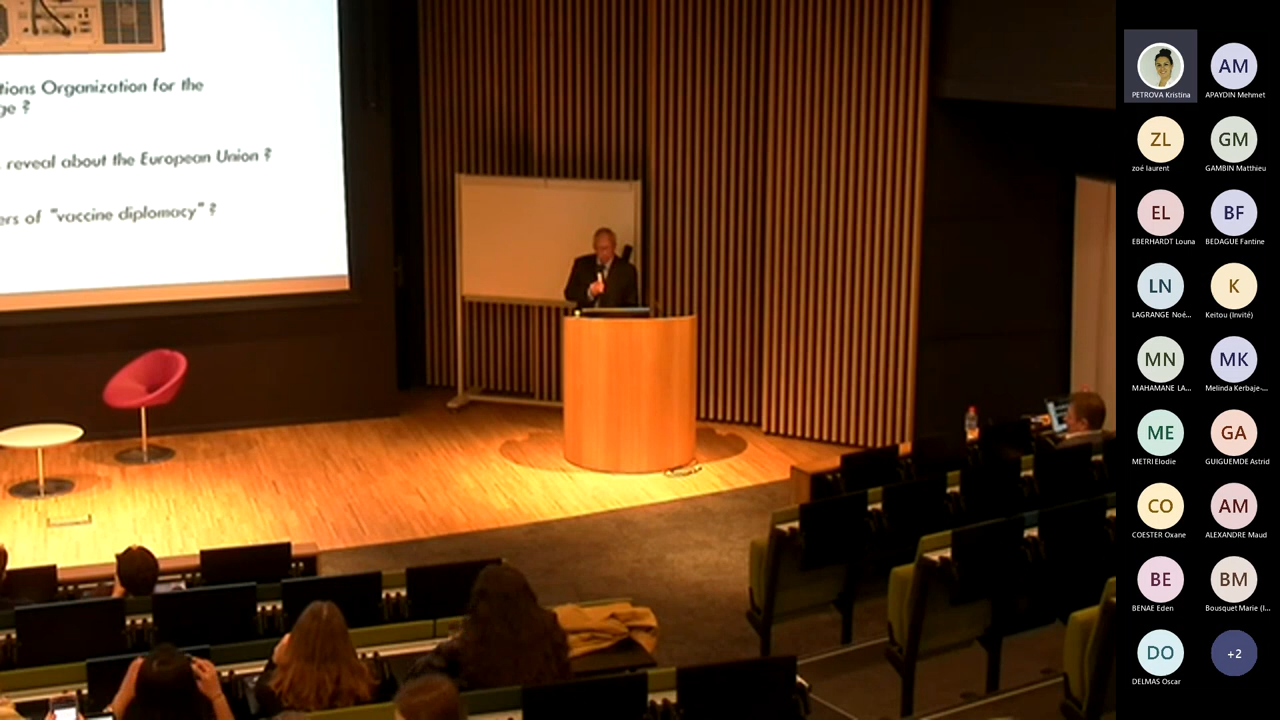 tions Organization for the
ge ?
reveal about the European Union ?
ers of "vaccine diplomacy" ?
PETROVA Kristina
AM
APAYDIN Mehmet
ZL
zoé laurent
GM
GAMBIN Matthieu
EL
EBERHARDT Louna
BF
BEDAGUE Fantine
LN
LAGRANGE Noé...
K
Keitou (Invité)
MN
MAHAMANE LA...
MK
Melinda Kerbaje-...
ME
METRI Elodie
GA
GUIGUEMDE Astrid
CO
COESTER Oxane
AM
ALEXANDRE Maud
BE
BENAE Eden
BM
Bousquet Marie (I...
DO
DELMAS Oscar
+2